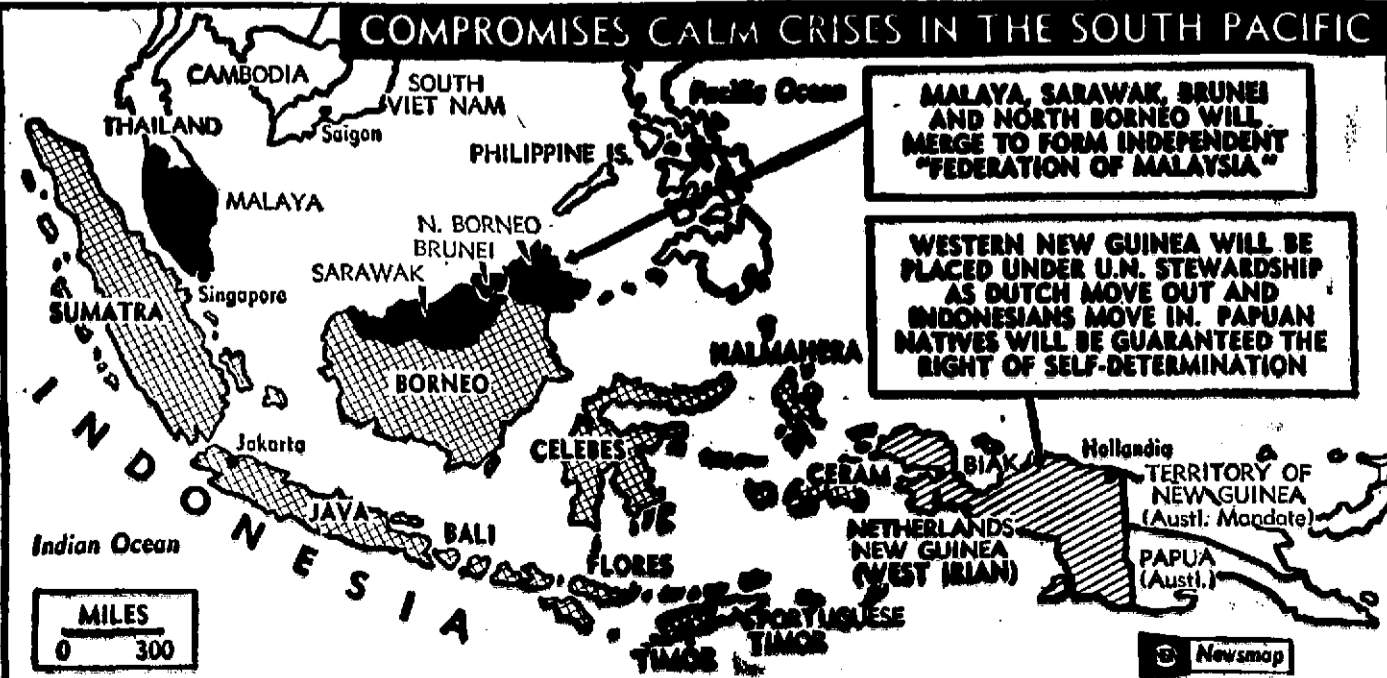 COMPROMISES CALM CRISES IN THE SOUTH PACIFIC
CAMBODIA
SOUTH
VIET NAM
THAILAND
Saigon
Pacific Ocean
PHILIPPINE IS.
MALAYA, SARAWAK, BRUNEI
AND NORTH BORNEO WILL
MERGE TO FORM INDEPENDENT
"FEDERATION OF MALAYSIA"
MALAYA
N. BORNEO
BRUNEI
SARAWAK
Singapore
SUMATRA
WESTERN NEW GUINEA WILL BE
PLACED UNDER U.N. STEWARDSHIP
AS DUTCH MOVE OUT AND
INDONESIANS MOVE IN. PAPUAN
NATIVES WILL BE GUARANTEED THE
RIGHT OF SELF-DETERMINATION
BORNEO
HALMAHERA
INDONESIA
Jakarta
CELEBES
CERAM
BIAK
Hollandia
TERRITORY OF
NEW GUINEA
(Austl. Mandate)
JAVA
BALI
Indian Ocean
FLORES
NETHERLANDS
NEW GUINEA
(WEST IRIAN)
PAPUA
(Austl.)
MILES
0 300
TIMOR
PORTUGUESE
TIMOR
Newsmap